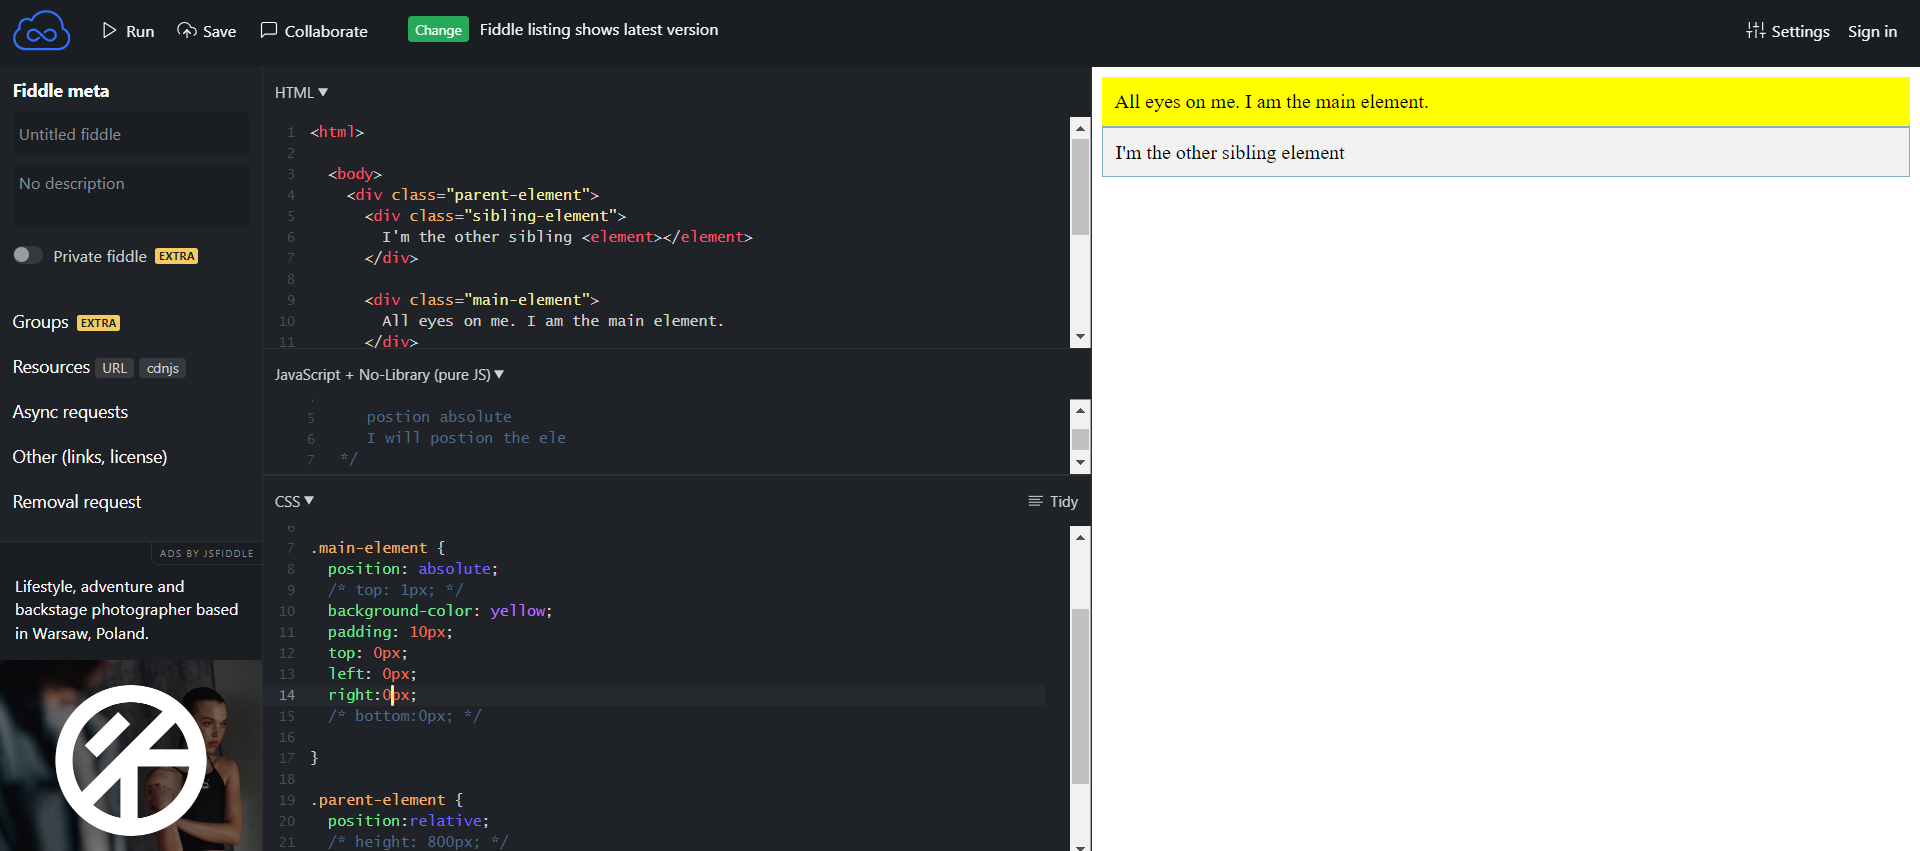 Run
Save
Collaborate
Change
Fiddle listing shows latest version
Settings
Sign in
Fiddle meta
Untitled fiddle
No description
Private fiddle EXTRA
Groups EXTRA
Resources URL cdnjs
Async requests
Other (links, license)
Removal request
ADS BY JSFIDDLE
Lifestyle, adventure and
backstage photographer based
in Warsaw, Poland.
HTML ▼
1 <html>
2
3 <body>
4 <div class="parent-element">
5 <div class="sibling-element">
6 I'm the other sibling <element></element>
7 </div>
8
9 <div class="main-element">
10 All eyes on me. I am the main element.
11 </div>
JavaScript + No-Library (pure JS) ▼
5 postion absolute
6 I will postion the ele
7 */
CSS ▼
Tidy
6
7 .main-element {
8 position: absolute;
9 /* top: 1px; */
10 background-color: yellow;
11 padding: 10px;
12 top: 0px;
13 left: 0px;
14 right:0px;
15 /* bottom:0px; */
16
17 }
18
19 .parent-element {
20 position:relative;
21 /* height: 800px; */
All eyes on me. I am the main element.
I'm the other sibling element